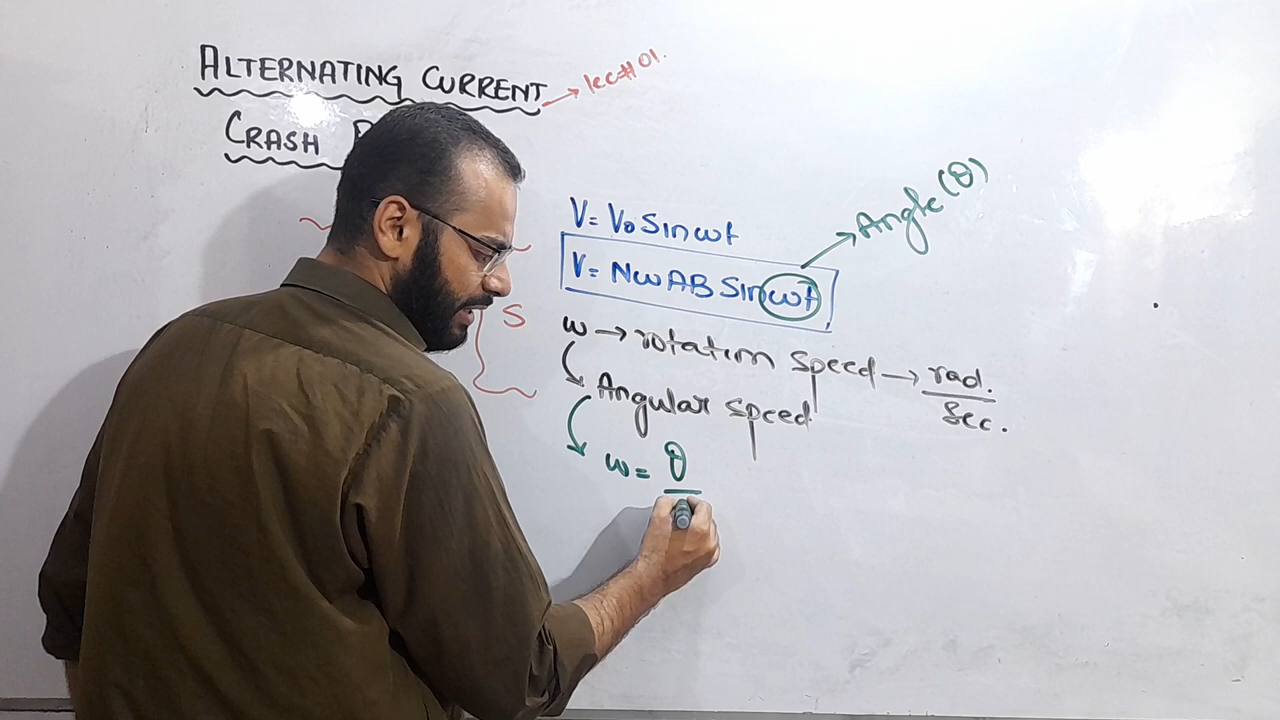 ALTERNATING CURRENT → lec#01.
CRASH
V = V₀ Sinωt
Angle (θ)
V = NωAB Sinωt
S
ω → rotation speed → rad./Sec.
Angular speed
ω = θ